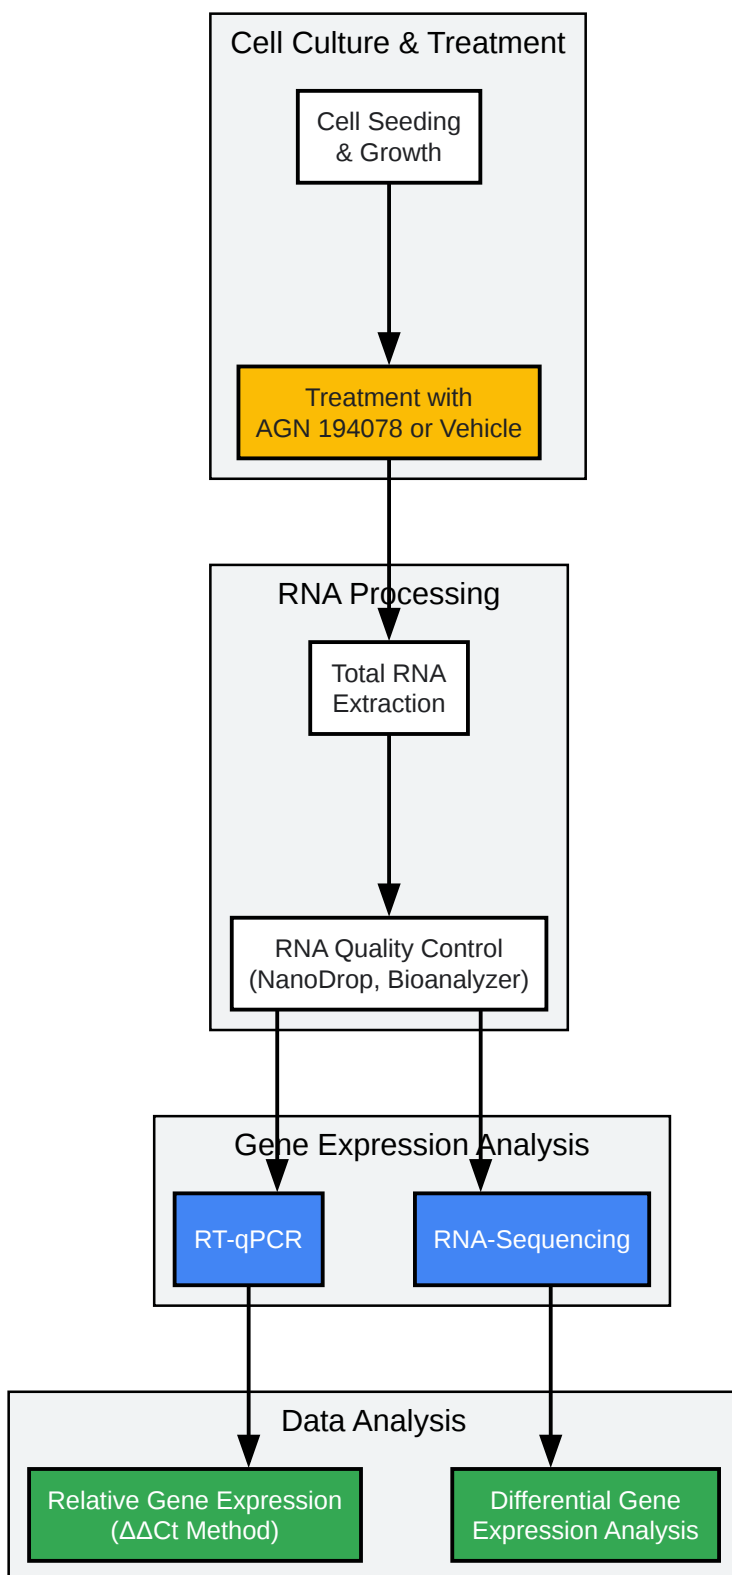 Cell Culture & Treatment
Cell Seeding
& Growth
Treatment with
AGN 194078 or Vehicle
RNA Processing
Total RNA
Extraction
RNA Quality Control
(NanoDrop, Bioanalyzer)
Gene Expression Analysis
RT-qPCR
RNA-Sequencing
Data Analysis
Relative Gene Expression
(ΔΔCt Method)
Differential Gene
Expression Analysis